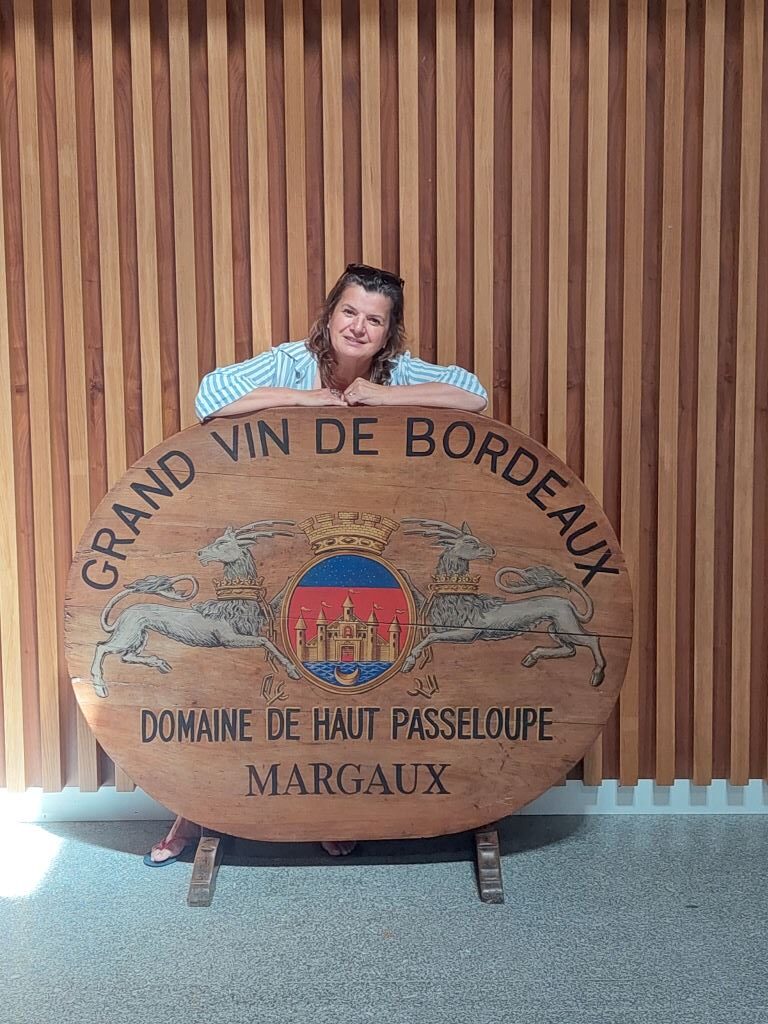 GRAND VIN DE BORDEAUX
DOMAINE DE HAUT PASSELOUPE
MARGAUX